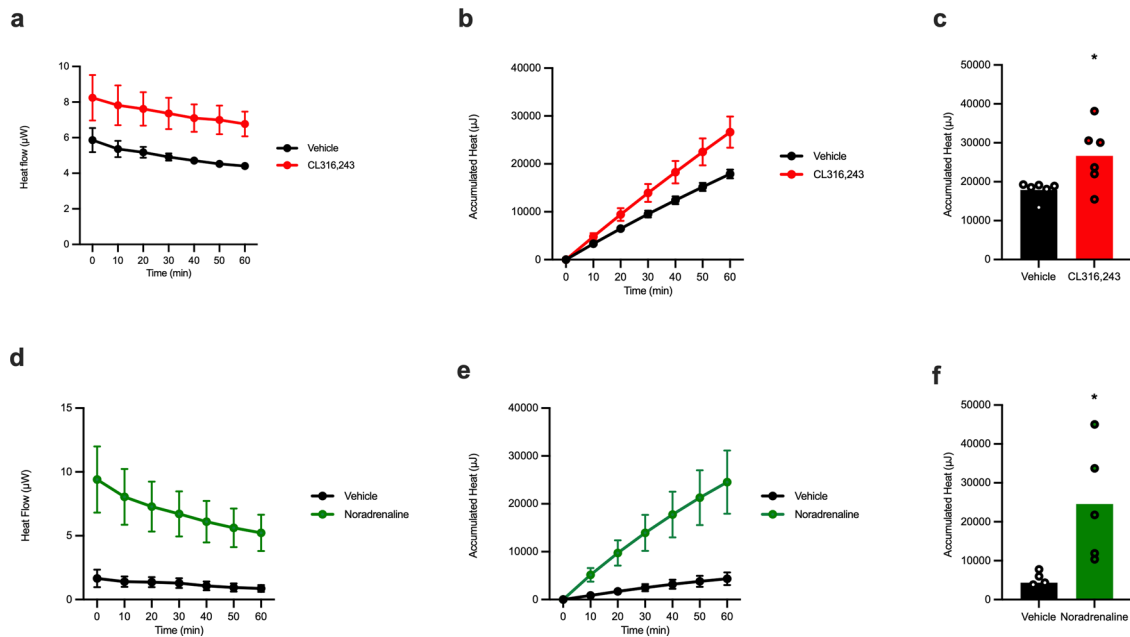 a
10
8
6
4
2
0
Heat flow (µW)
0 10 20 30 40 50 60
Time (min)
Vehicle
CL316,243
b
40000
30000
20000
10000
0
Accumulated Heat (µJ)
0 10 20 30 40 50 60
Time (min)
Vehicle
CL316,243
c
*
50000
40000
30000
20000
10000
0
Accumulated Heat (µJ)
Vehicle CL316,243
d
15
10
5
0
Heat Flow (µW)
0 10 20 30 40 50 60
Time (min)
Vehicle
Noradrenaline
e
40000
30000
20000
10000
0
Accumulated Heat (µJ)
0 10 20 30 40 50 60
Time (min)
Vehicle
Noradrenaline
f
*
50000
40000
30000
20000
10000
0
Accumulated Heat (µJ)
Vehicle Noradrenaline